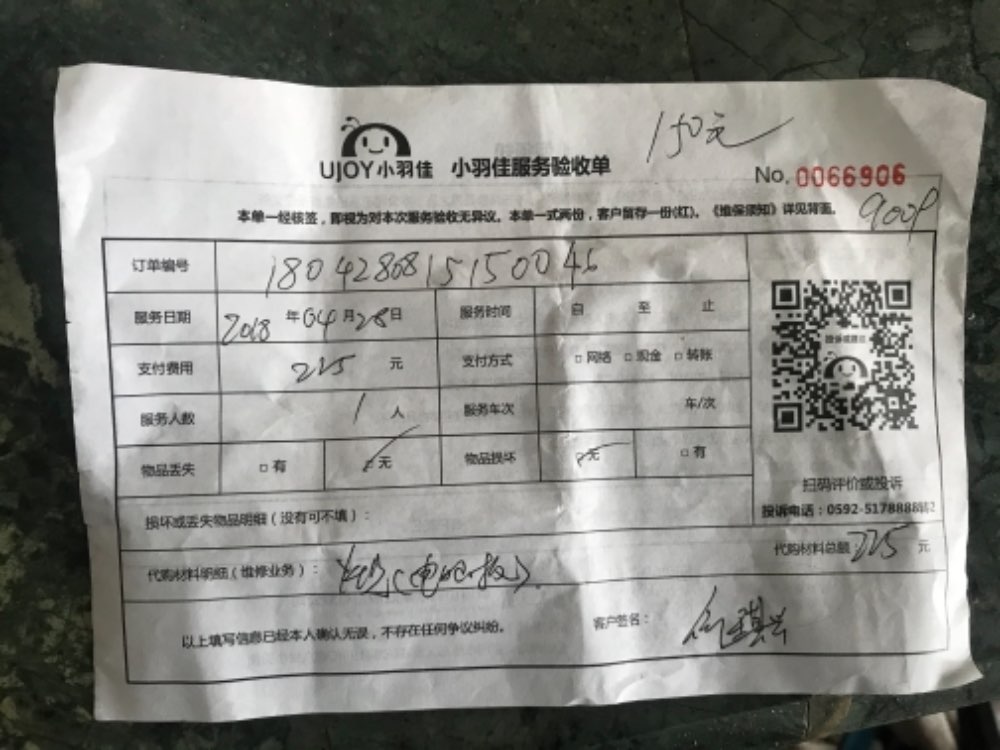 150元
UJOY小羽佳 小羽佳服务验收单
No. 0066906
本单一经核签，即视为对本次服务验收无异议。本单一式两份，客户留存一份(红)。《维保须知》详见背面。
订单编号 18042808151500
服务日期 2018 年 04 月 28 日 服务时间 自 至 止
支付费用 225 元 支付方式 □网络 □现金 □转账
服务人数 1 人 服务车次 车/次
物品丢失 □有 □无 物品损坏 □无 □有
扫码评价或投诉
投诉电话：0592-5178888
损坏或丢失物品明细（没有可不填）：
代购材料明细（维修业务）： （电脑板） 代购材料总额 225 元
以上填写信息已经本人确认无误，不存在任何争议纠纷。 客户签名：